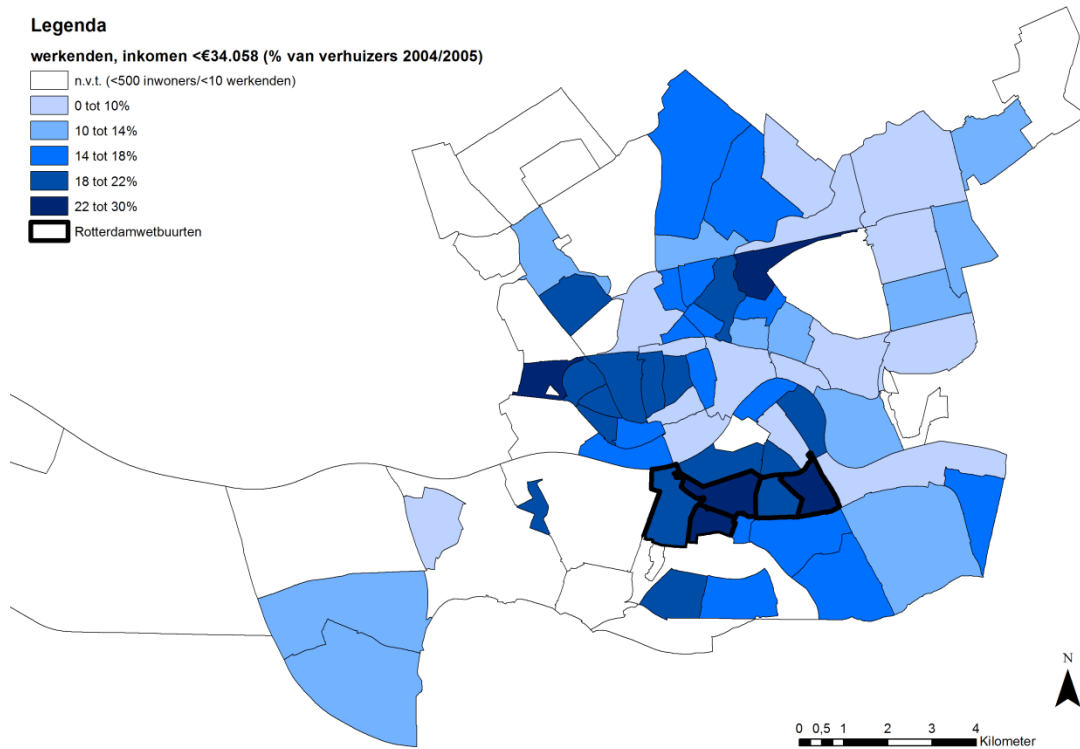 Legenda
werkenden, inkomen <€34.058 (% van verhuizers 2004/2005)
n.v.t. (<500 inwoners/<10 werkenden)
0 tot 10%
10 tot 14%
14 tot 18%
18 tot 22%
22 tot 30%
Rotterdamwetbuurten
N
0 0,5 1 2 3 4
Kilometer